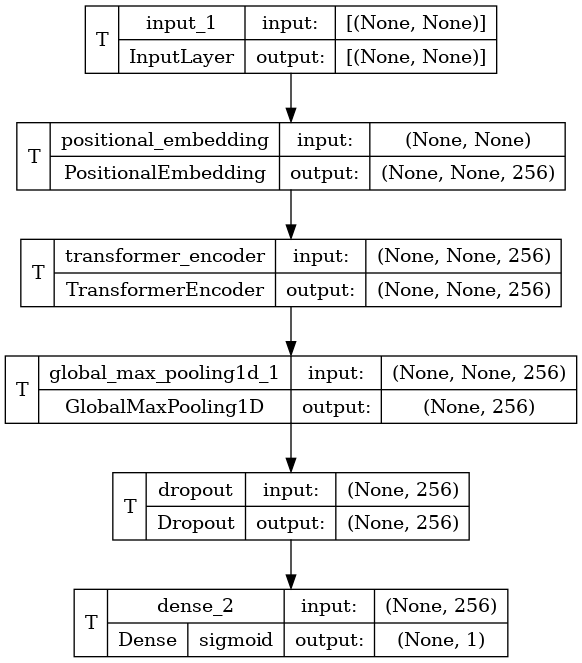 T input_1 input: [(None, None)]
InputLayer output: [(None, None)]
T positional_embedding input: (None, None)
PositionalEmbedding output: (None, None, 256)
T transformer_encoder input: (None, None, 256)
TransformerEncoder output: (None, None, 256)
T global_max_pooling1d_1 input: (None, None, 256)
GlobalMaxPooling1D output: (None, 256)
T dropout input: (None, 256)
Dropout output: (None, 256)
T dense_2 input: (None, 256)
Dense sigmoid output: (None, 1)